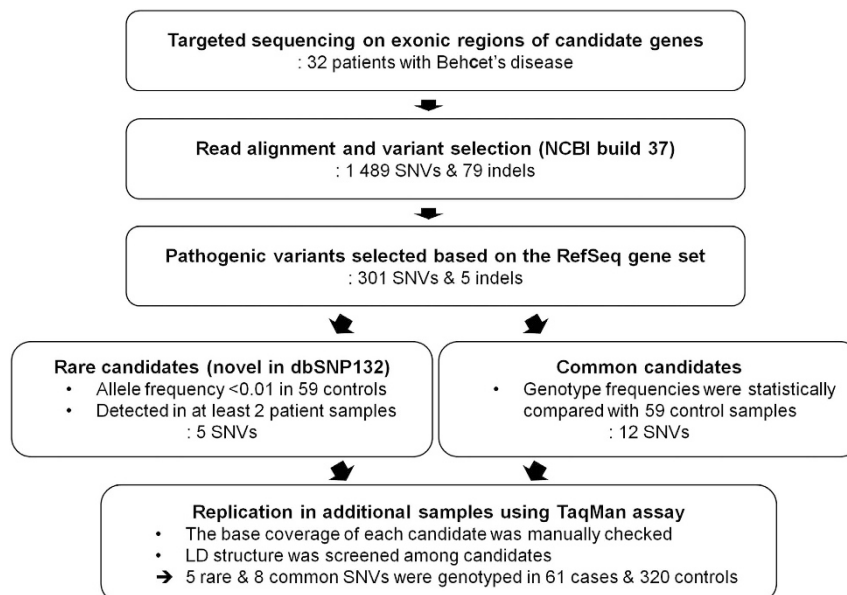 Targeted sequencing on exonic regions of candidate genes
: 32 patients with Behcet's disease
Read alignment and variant selection (NCBI build 37)
: 1 489 SNVs & 79 indels
Pathogenic variants selected based on the RefSeq gene set
: 301 SNVs & 5 indels
Rare candidates (novel in dbSNP132)
• Allele frequency <0.01 in 59 controls
• Detected in at least 2 patient samples
: 5 SNVs
Common candidates
• Genotype frequencies were statistically
compared with 59 control samples
: 12 SNVs
Replication in additional samples using TaqMan assay
• The base coverage of each candidate was manually checked
• LD structure was screened among candidates
➔ 5 rare & 8 common SNVs were genotyped in 61 cases & 320 controls